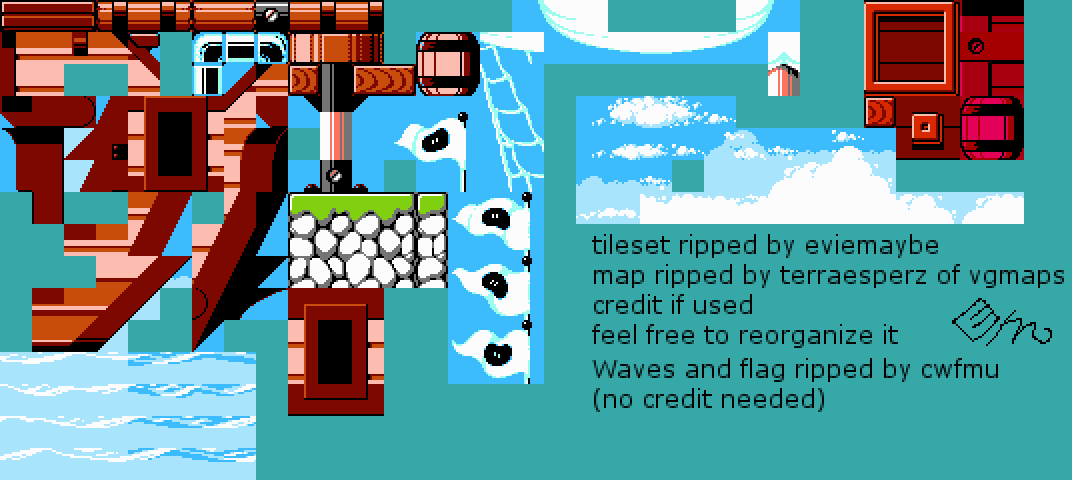 tileset ripped by eviemaybe
map ripped by terraesperz of vgmaps
credit if used
feel free to reorganize it
Waves and flag ripped by cwfmu
(no credit needed)